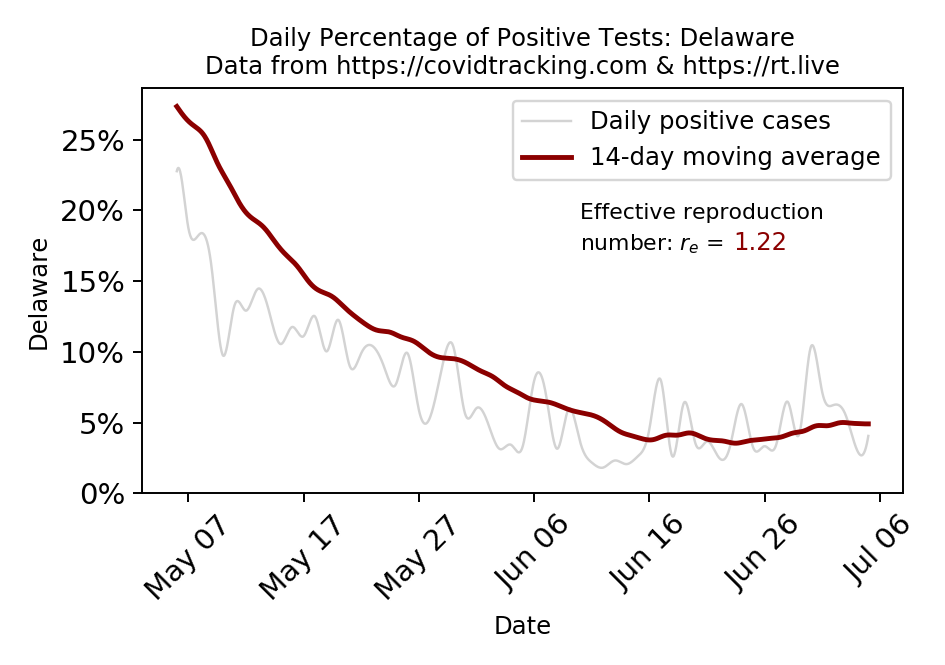 Daily Percentage of Positive Tests: Delaware
Data from https://covidtracking.com & https://rt.live
Daily positive cases
14-day moving average
Effective reproduction
number: rₑ = 1.22
25%
20%
15%
10%
5%
0%
Delaware
May 07
May 17
May 27
Jun 06
Jun 16
Jun 26
Jul 06
Date